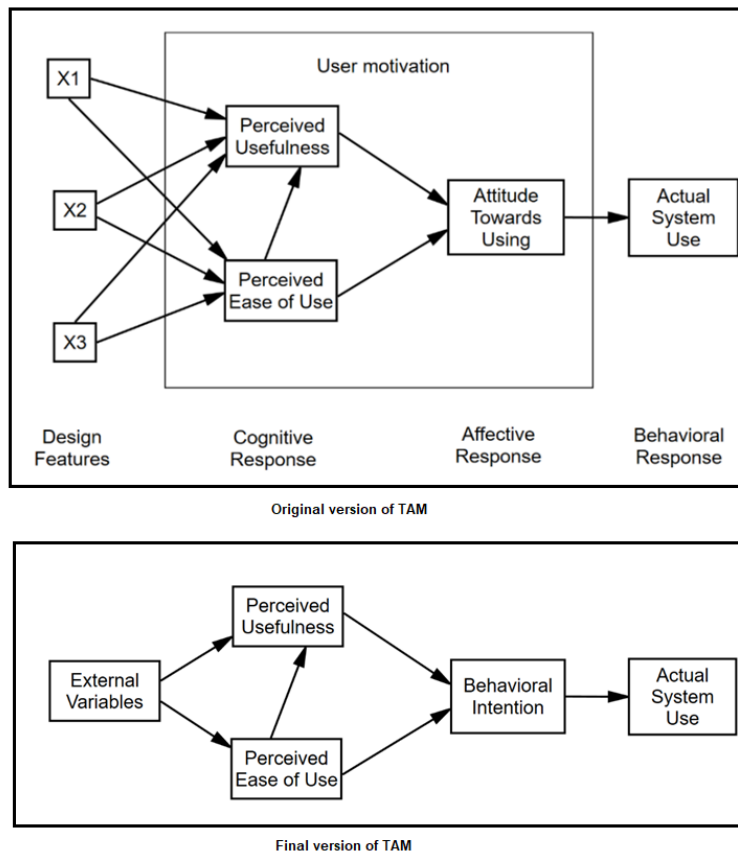 User motivation
X1
Perceived
Usefulness
X2
Attitude
Towards
Using
Actual
System
Use
Perceived
Ease of Use
X3
Design
Features
Cognitive
Response
Affective
Response
Behavioral
Response
Original version of TAM
Perceived
Usefulness
External
Variables
Behavioral
Intention
Actual
System
Use
Perceived
Ease of Use
Final version of TAM